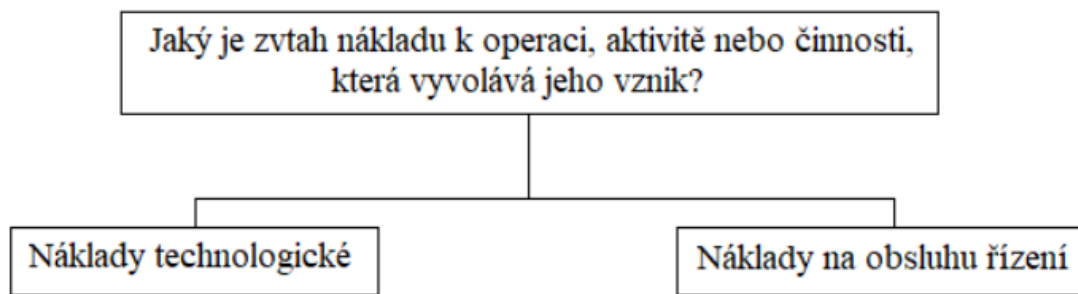 Jaký je zvtah nákladu k operaci, aktivitě nebo činnosti,
která vyvolává jeho vznik?
Náklady technologické
Náklady na obsluhu řízení